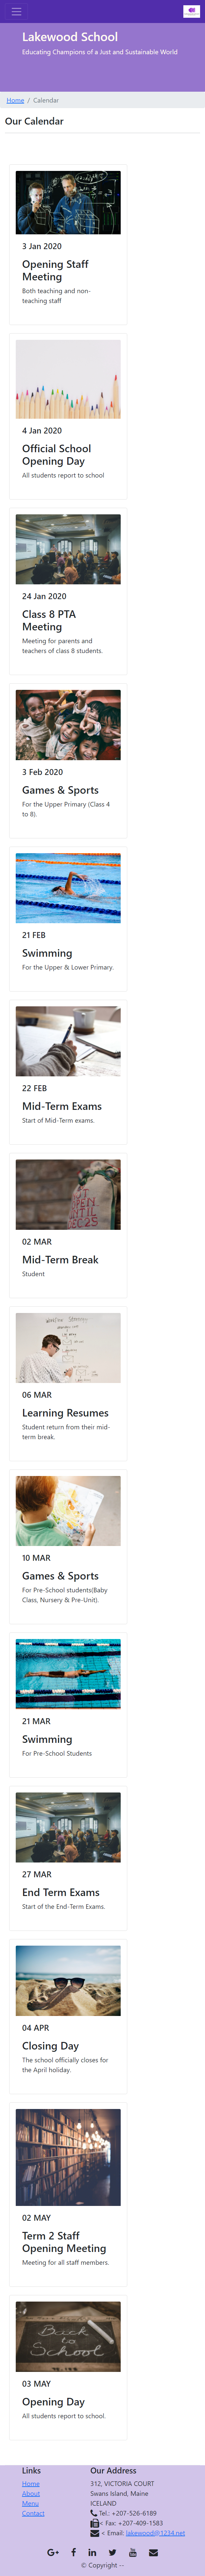 Lakewood School
Educating Champions of a Just and Sustainable World
Home / Calendar
Our Calendar
3 Jan 2020
Opening Staff
Meeting
Both teaching and non-
teaching staff
4 Jan 2020
Official School
Opening Day
All students report to school
24 Jan 2020
Class 8 PTA
Meeting
Meeting for parents and
teachers of class 8 students.
3 Feb 2020
Games & Sports
For the Upper Primary (Class 4
to 8).
21 FEB
Swimming
For the Upper & Lower Primary.
22 FEB
Mid-Term Exams
Start of Mid-Term exams.
02 MAR
Mid-Term Break
Student
06 MAR
Learning Resumes
Student return from their mid-
term break.
10 MAR
Games & Sports
For Pre-School students(Baby
Class, Nursery & Pre-Unit).
21 MAR
Swimming
For Pre-School Students
27 MAR
End Term Exams
Start of the End-Term Exams.
04 APR
Closing Day
The school officially closes for
the April holiday.
02 MAY
Term 2 Staff
Opening Meeting
Meeting for all staff members.
BACK to
SCHOOL
03 MAY
Opening Day
All students report to school.
Links
Home
About
Menu
Contact
Our Address
312, VICTORIA COURT
Swans Island, Maine
ICELAND
Tel.: +207-526-6189
< Fax: +207-409-1583
< Email: lakewood@1234.net
© Copyright --